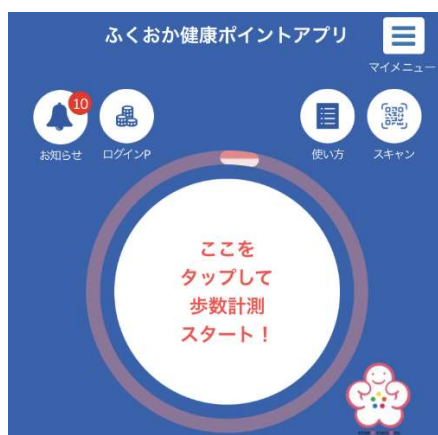 ふくおか健康ポイントアプリ
マイメニュー
10
お知らせ
ログインP
使い方
スキャン
ここを
タップして
歩数計測
スタート！